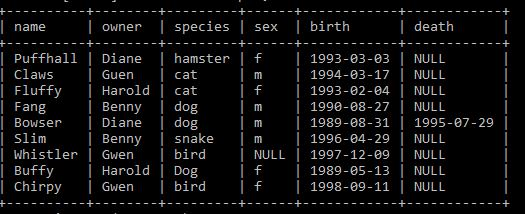 name owner species sex birth death
Puffhall Diane hamster f 1993-03-03 NULL
Claws Guen cat m 1994-03-17 NULL
Fluffy Harold cat f 1993-02-04 NULL
Fang Benny dog m 1990-08-27 NULL
Bowser Diane dog m 1989-08-31 1995-07-29
Slim Benny snake m 1996-04-29 NULL
Whistler Gwen bird NULL 1997-12-09 NULL
Buffy Harold Dog f 1989-05-13 NULL
Chirpy Gwen bird f 1998-09-11 NULL